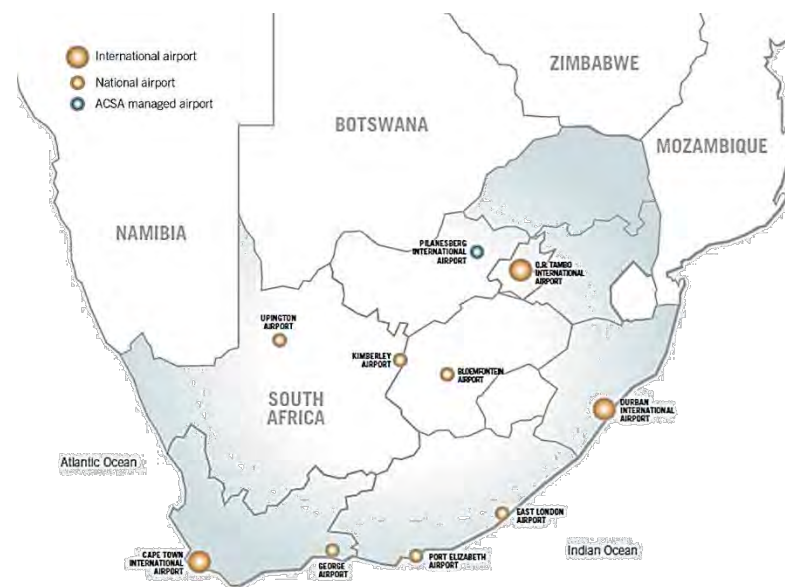 International airport
National airport
ACSA managed airport
ZIMBABWE
BOTSWANA
MOZAMBIQUE
NAMIBIA
PILANESBERG
INTERNATIONAL
AIRPORT
O.R. TAMBO
INTERNATIONAL
AIRPORT
UPINGTON
AIRPORT
KIMBERLEY
AIRPORT
BLOEMFONTEIN
AIRPORT
SOUTH
AFRICA
DURBAN
INTERNATIONAL
AIRPORT
Atlantic Ocean
EAST LONDON
AIRPORT
CAPE TOWN
INTERNATIONAL
AIRPORT
GEORGE
AIRPORT
PORT ELIZABETH
AIRPORT
Indian Ocean